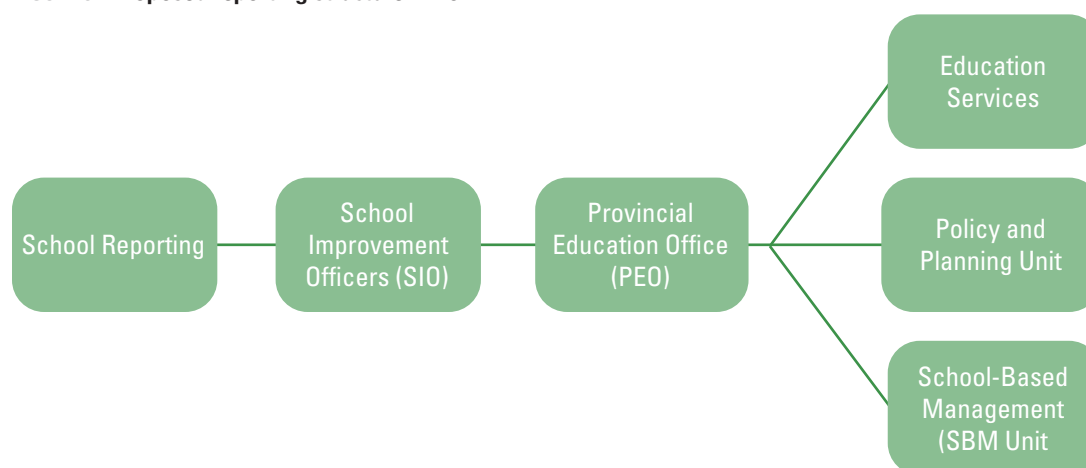 School Reporting
School
Improvement
Officers (SIO)
Provincial
Education Office
(PEO)
Education
Services
Policy and
Planning Unit
School-Based
Management
(SBM Unit